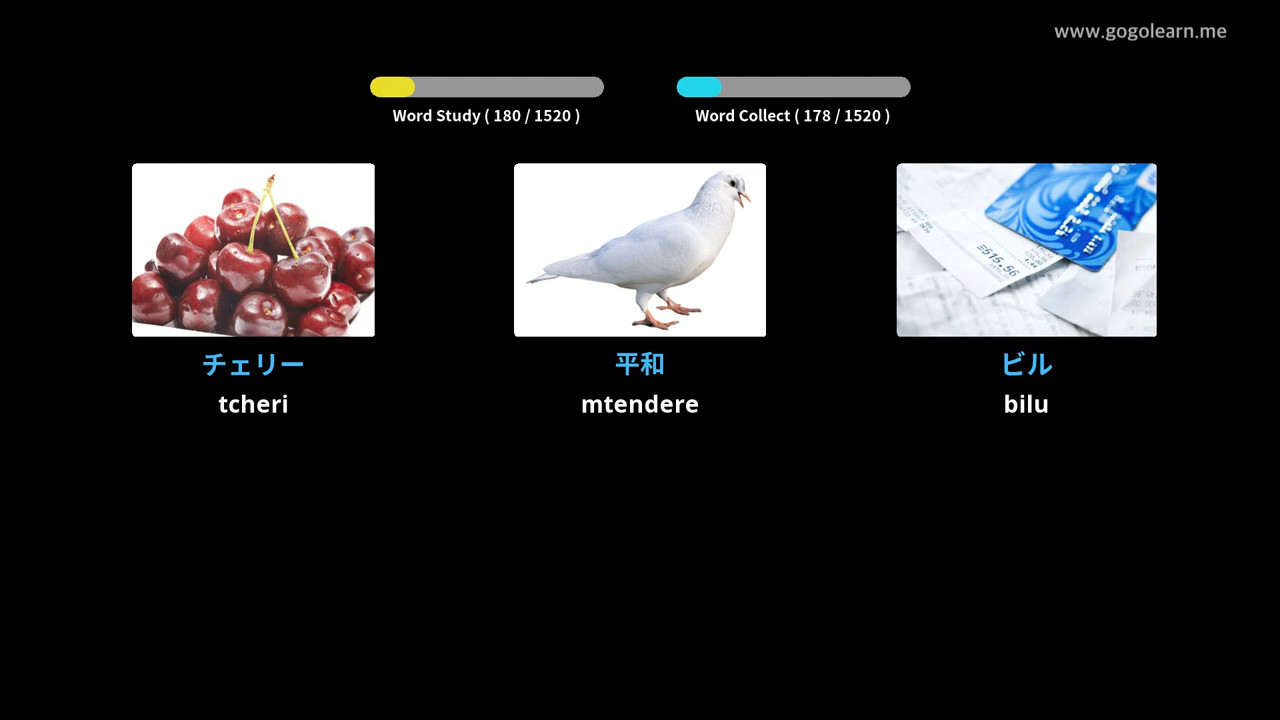 www.gogolearn.me
Word Study ( 180 / 1520 )
Word Collect ( 178 / 1520 )
チェリー
tcheri
平和
mtendere
ビル
bilu